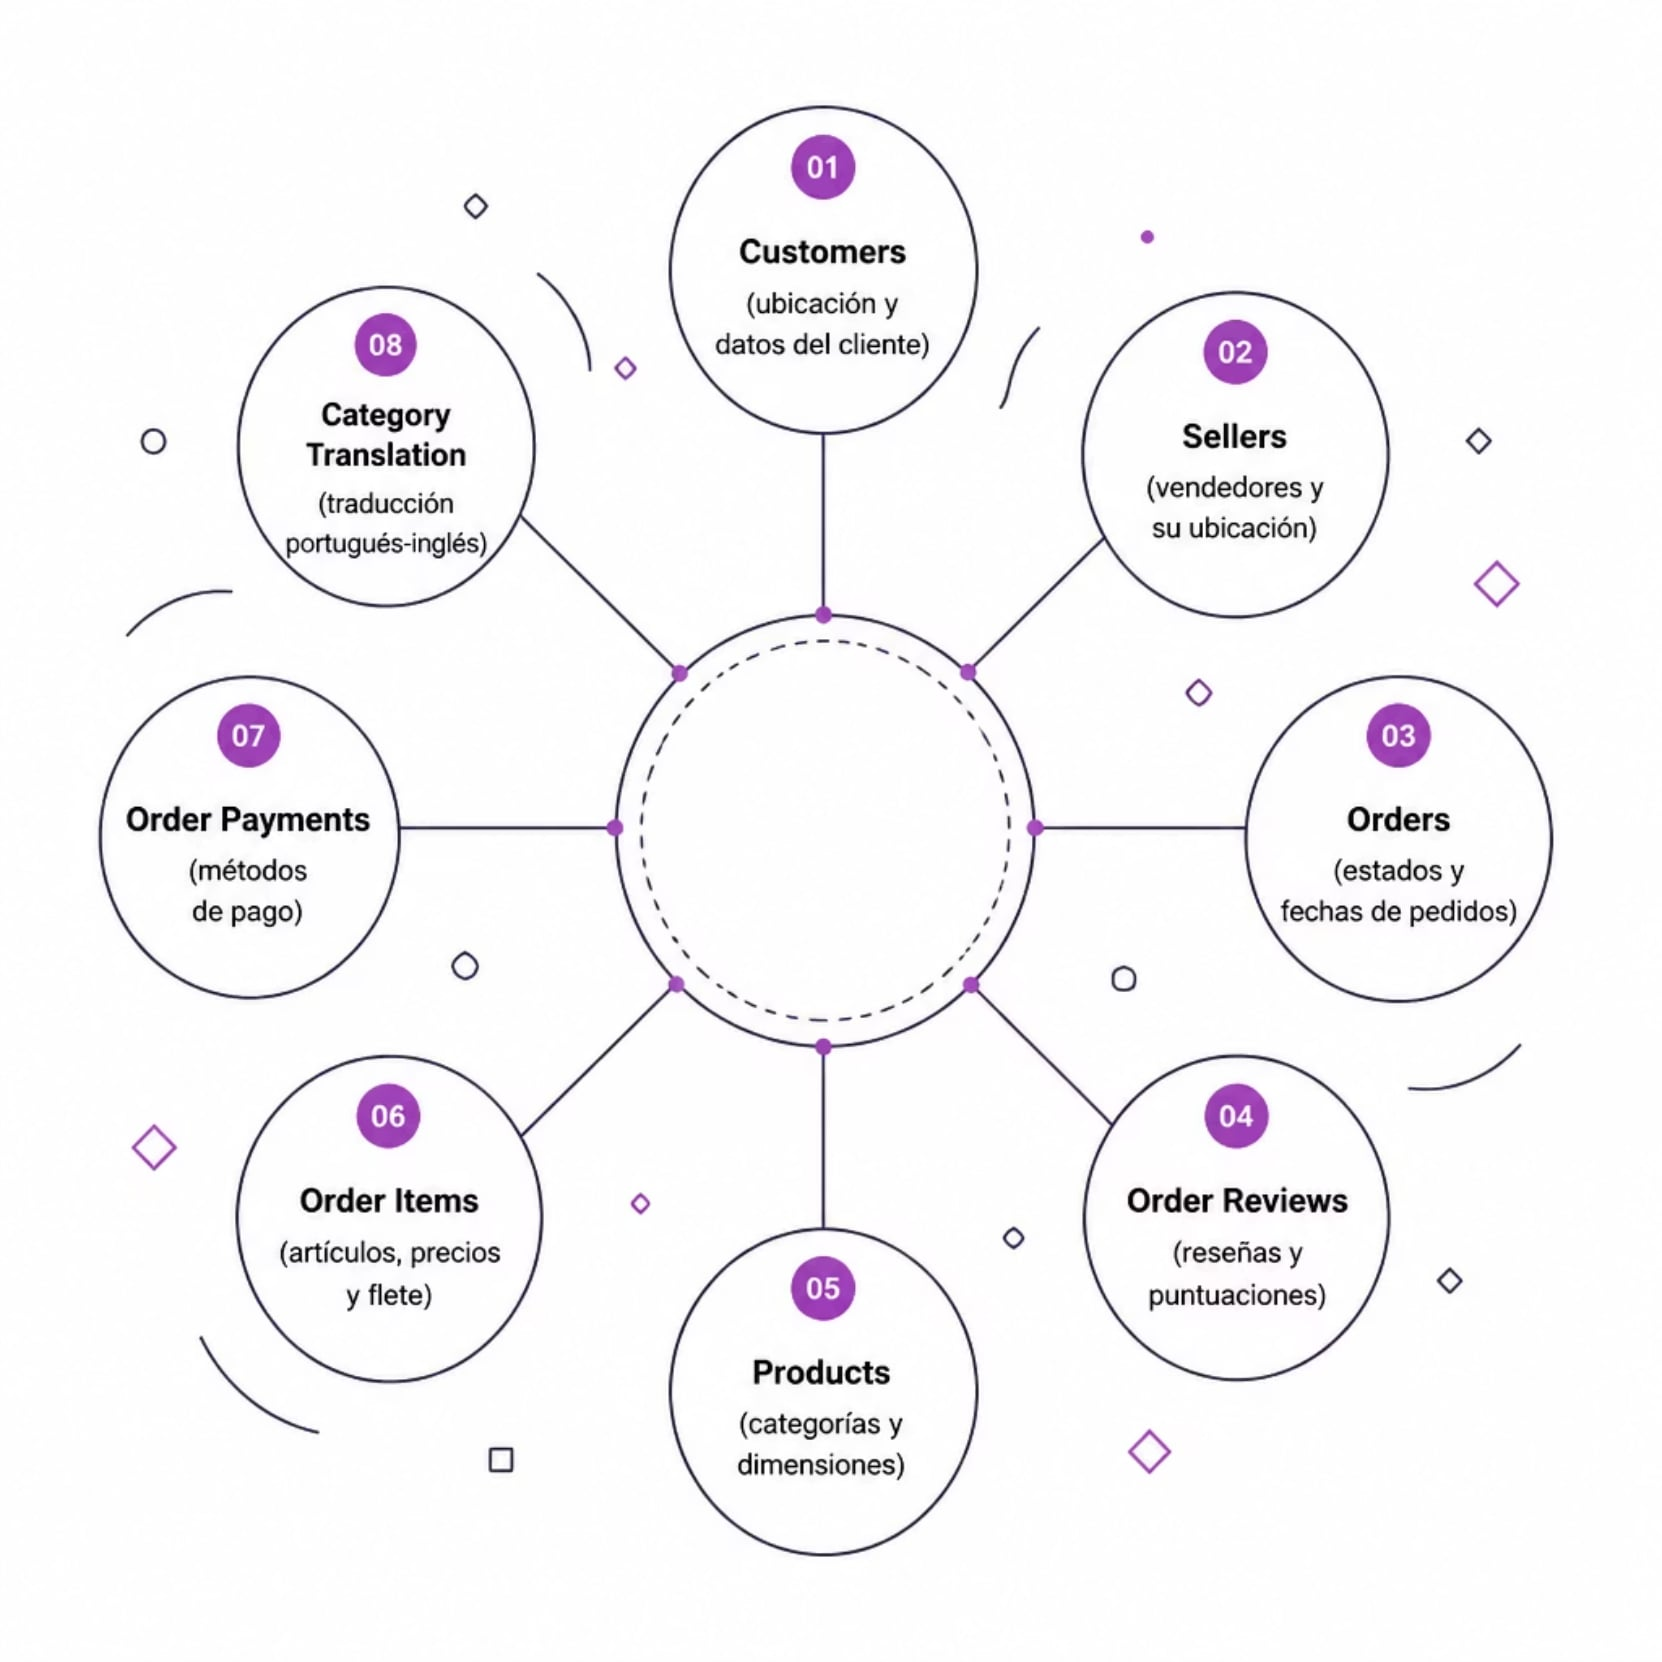 01
Customers
(ubicación y
datos del cliente)
02
Sellers
(vendedores y
su ubicación)
03
Orders
(estados y
fechas de pedidos)
04
Order Reviews
(reseñas y
puntuaciones)
05
Products
(categorías y
dimensiones)
06
Order Items
(artículos, precios
y flete)
07
Order Payments
(métodos
de pago)
08
Category
Translation
(traducción
portugués-inglés)